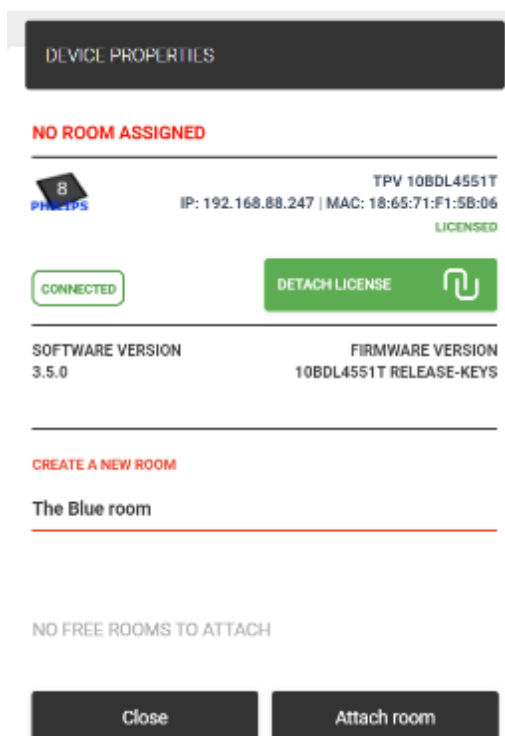 DEVICE PROPERTIES
NO ROOM ASSIGNED
8
PHILIPS
TPV 10BDL4551T
IP: 192.168.88.247 | MAC: 18:65:71:F1:5B:06
LICENSED
CONNECTED
DETACH LICENSE
SOFTWARE VERSION
3.5.0
FIRMWARE VERSION
10BDL4551T RELEASE-KEYS
CREATE A NEW ROOM
The Blue room
NO FREE ROOMS TO ATTACH
Close
Attach room